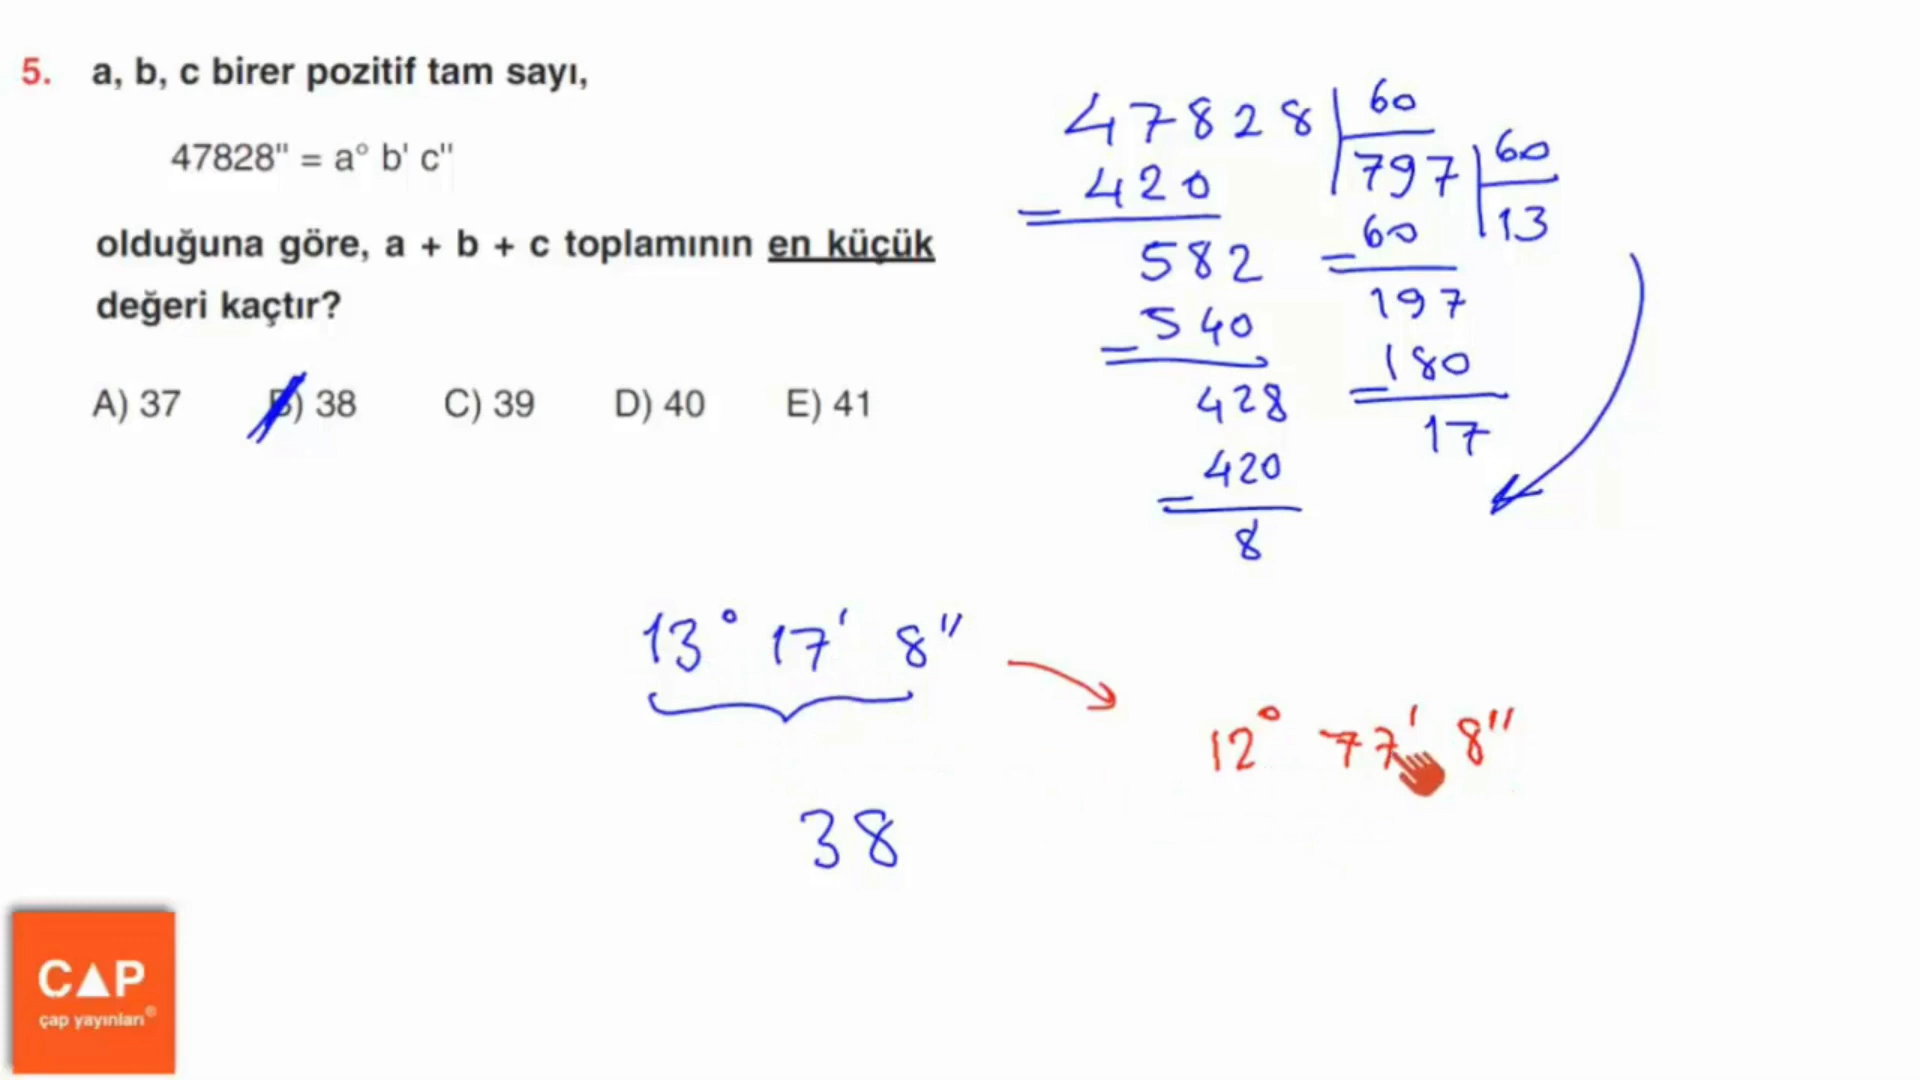 5. a, b, c birer pozitif tam sayı,
47828" = a° b' c"
olduğuna göre, a + b + c toplamının en küçük
değeri kaçtır?
A) 37 B) 38 C) 39 D) 40 E) 41
47828 | 60
420 797 | 60
582 60 13
540 197
428 180
420 17
8
13° 17' 8"
12° 77' 8"
38
CAP
çap yayınları®